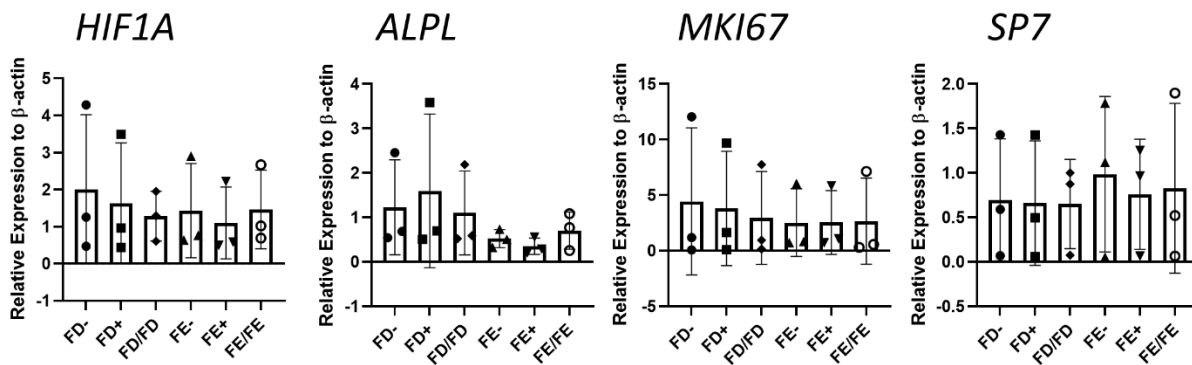 HIF1A
Relative Expression to β-actin
5
4
3
2
1
0
-1
FD-
FD+
FD/FD
FE-
FE+
FE/FE
ALPL
Relative Expression to β-actin
4
3
2
1
0
-1
FD-
FD+
FD/FD
FE-
FE+
FE/FE
MKI67
Relative Expression to β-actin
15
10
5
0
-5
FD-
FD+
FD/FD
FE-
FE+
FE/FE
SP7
Relative Expression to β-actin
2.0
1.5
1.0
0.5
0.0
-0.5
FD-
FD+
FD/FD
FE-
FE+
FE/FE